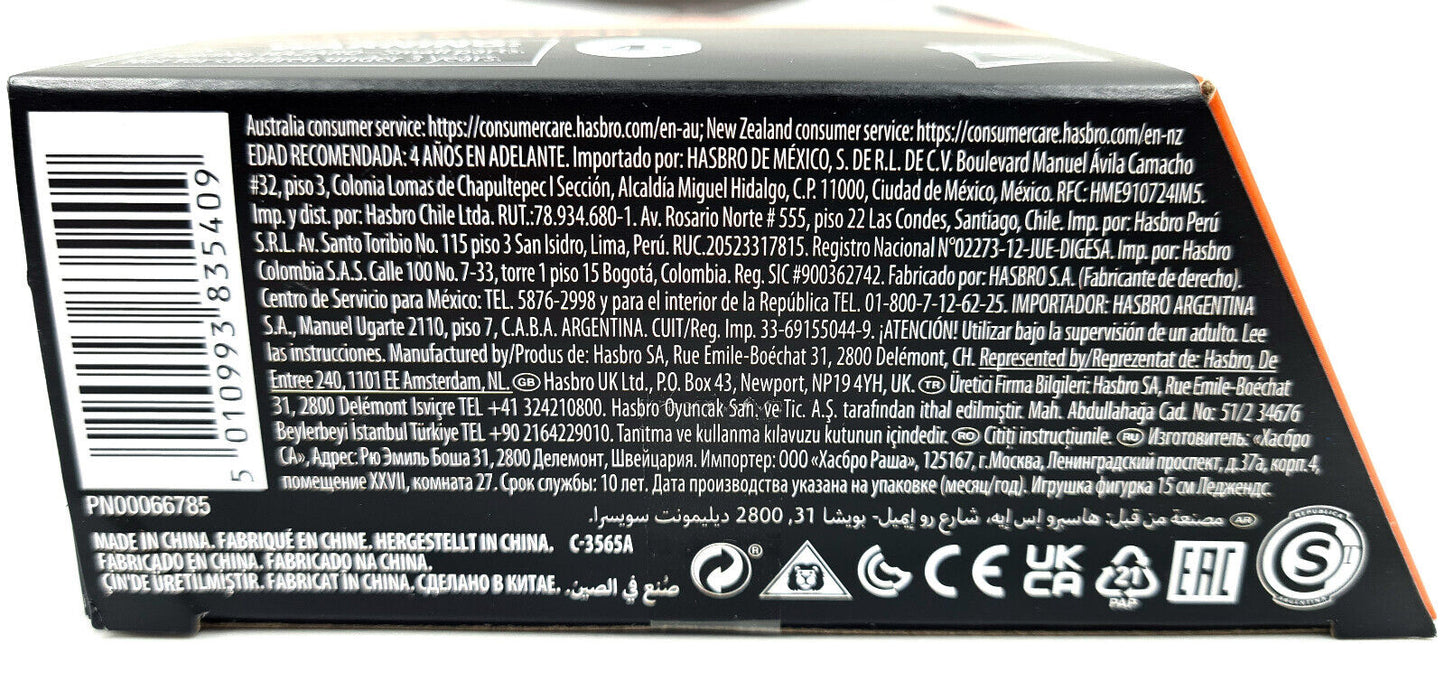 Australia consumer service: https://consumercare.hasbro.com/en-au; New Zealand consumer service: https://consumercare.hasbro.com/en-nz
EDAD RECOMENDADA: 4 AÑOS EN ADELANTE. Importado por: HASBRO DE MÉXICO, S. DE R.L. DE C.V. Boulevard Manuel Ávila Camacho
#32, piso 3, Colonia Lomas de Chapultepec I Sección, Alcaldía Miguel Hidalgo, C.P. 11000, Ciudad de México, México. RFC: HME910724IM5.
Imp. y dist. por: Hasbro Chile Ltda. RUT.:78.934.680-1. Av. Rosario Norte # 555, piso 22 Las Condes, Santiago, Chile. Imp. por: Hasbro Perú
S.R.L. Av. Santo Toribio No. 115 piso 3 San Isidro, Lima, Perú. RUC.20523317815. Registro Nacional N°02273-12-JUE-DIGESA. Imp. por: Hasbro
Colombia S.A.S. Calle 100 No. 7-33, torre 1 piso 15 Bogotá, Colombia. Reg. SIC #900362742. Fabricado por: HASBRO S.A. (Fabricante de derecho).
Centro de Servicio para México: TEL. 5876-2998 y para el interior de la República TEL. 01-800-7-12-62-25. IMPORTADOR: HASBRO ARGENTINA
S.A., Manuel Ugarte 2110, piso 7, C.A.B.A. ARGENTINA. CUIT/Reg. Imp. 33-69155044-9. ¡ATENCIÓN! Utilizar bajo la supervisión de un adulto. Lee
las instrucciones. Manufactured by/Produs de: Hasbro SA, Rue Emile-Boéchat 31, 2800 Delémont, CH. Represented by/Reprezentat de: Hasbro, De
Entree 240, 1101 EE Amsterdam, NL. GB Hasbro UK Ltd., P.O. Box 43, Newport, NP19 4YH, UK. TR Üretici Firma Bilgileri: Hasbro SA, Rue Emile-Boéchat
31, 2800 Delémont Isviçre TEL +41 324210800. Hasbro Oyuncak San. ve Tic. A.Ş. tarafından ithal edilmiştir. Mah. Abdullahağa Cad. No: 51/2 34676
Beylerbeyi İstanbul Türkiye TEL +90 2164229010. Tanıtma ve kullanma kılavuzu kutunun içindedir. RO Citiți instrucțiunile. RU Изготовитель: «Хасбро
СА», Адрес: Рю Эмиль Боша 31, 2800 Делемонт, Швейцария. Импортер: ООО «Хасбро Раша», 125167, г.Москва, Ленинградский проспект, д.37а, корп.4,
помещение XXVII, комната 27. Срок службы: 10 лет. Дата производства указана на упаковке (месяц/год). Игрушка фигурка 15 см Леджендс.
AR مصنعة من قبل: هاسبرو إس إيه، شارع رو إيميل- بويشا 31، 2800 ديليمونت سويسرا.
5 010993 835409
PN00066785
MADE IN CHINA. FABRIQUÉ EN CHINE. HERGESTELLT IN CHINA. C-3565A
FABRICADO EN CHINA. FABRICADO NA CHINA.
ÇİN'DE ÜRETİLMİŞTİR. FABRICAT ÎN CHINA. СДЕЛАНО В КИТАЕ. صُنع في الصين.
® CE UK CA 21 PAP EAC
REPUBLICA S ARGENTINA